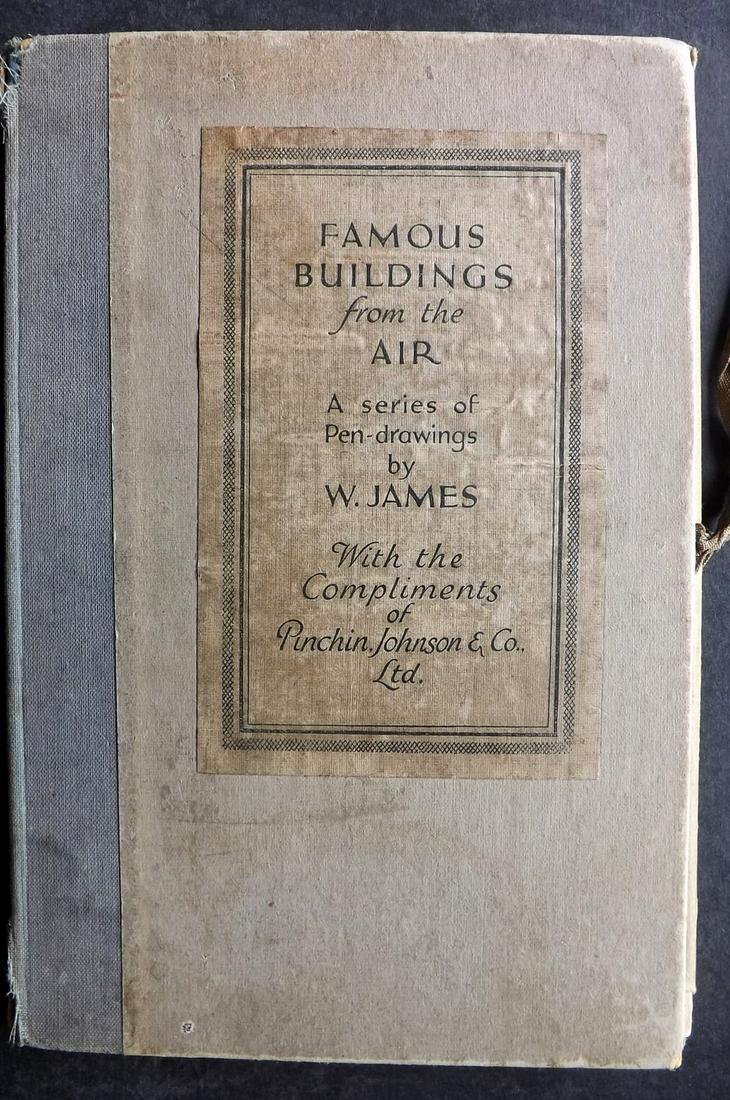 FAMOUS
BUILDINGS
from the
AIR
A series of
Pen-drawings
by
W. JAMES
With the
Compliments
of
Pinchin, Johnson & Co.,
Ltd.